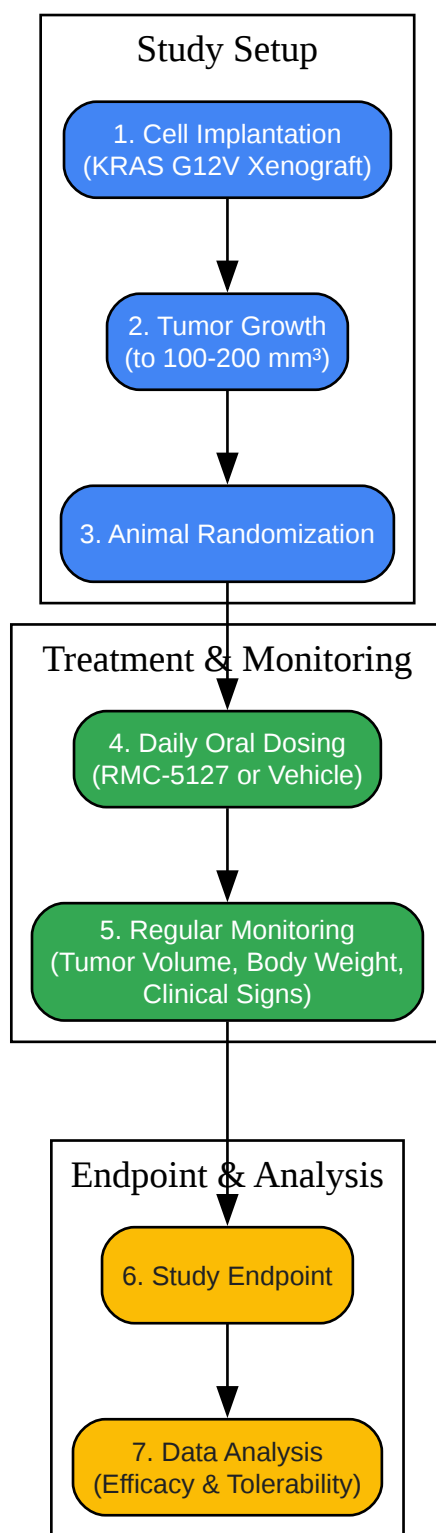 Study Setup
1. Cell Implantation
(KRAS G12V Xenograft)
2. Tumor Growth
(to 100-200 mm³)
3. Animal Randomization
Treatment & Monitoring
4. Daily Oral Dosing
(RMC-5127 or Vehicle)
5. Regular Monitoring
(Tumor Volume, Body Weight,
Clinical Signs)
Endpoint & Analysis
6. Study Endpoint
7. Data Analysis
(Efficacy & Tolerability)